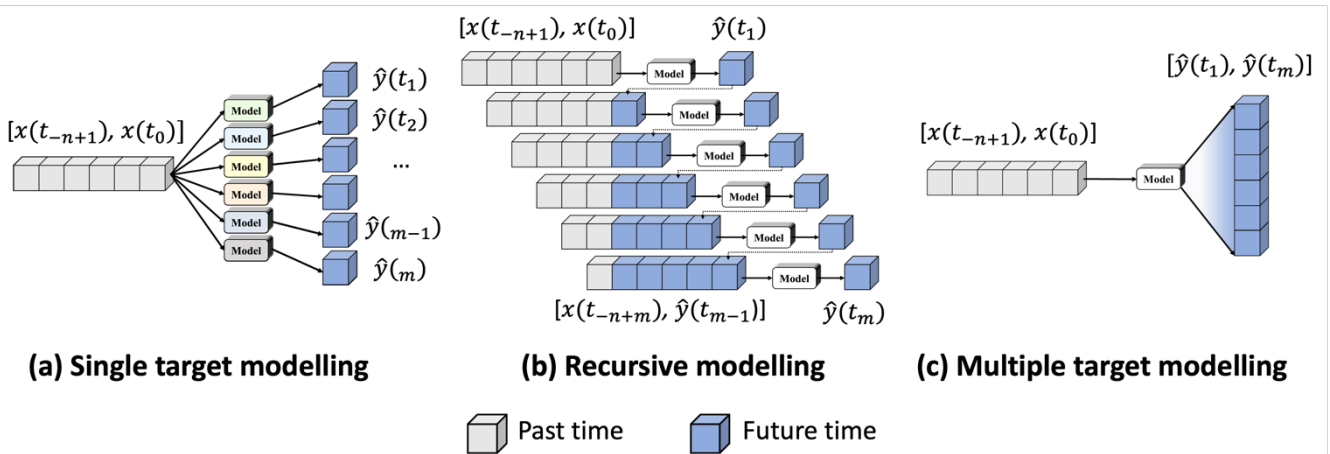 [x(t₋ₙ₊₁), x(t₀)]
Model
Model
Model
Model
Model
Model
ŷ(t₁)
ŷ(t₂)
...
ŷ(ₘ₋₁)
ŷ(ₘ)
(a) Single target modelling
[x(t₋ₙ₊₁), x(t₀)]
ŷ(t₁)
Model
Model
Model
Model
Model
Model
[x(t₋ₙ₊ₘ), ŷ(tₘ₋₁)]
ŷ(tₘ)
(b) Recursive modelling
[ŷ(t₁), ŷ(tₘ)]
[x(t₋ₙ₊₁), x(t₀)]
Model
(c) Multiple target modelling
Past time
Future time